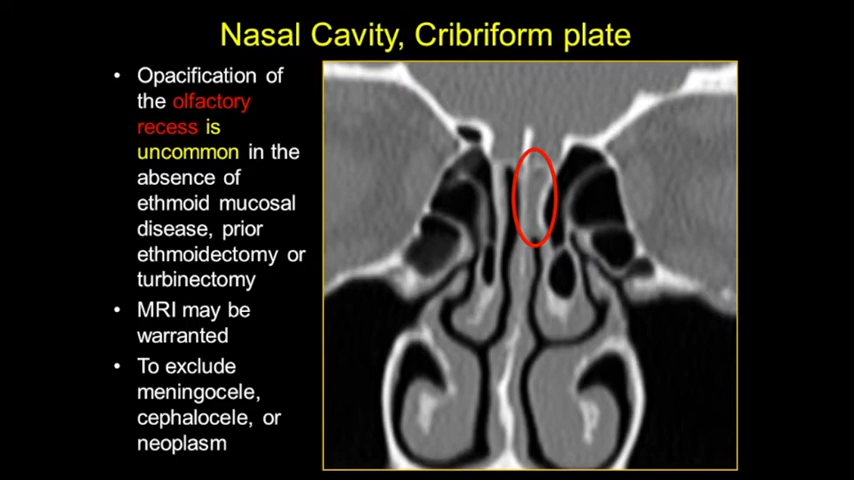 Nasal Cavity, Cribriform plate
• Opacification of
the olfactory
recess is
uncommon in the
absence of
ethmoid mucosal
disease, prior
ethmoidectomy or
turbinectomy
• MRI may be
warranted
• To exclude
meningocele,
cephalocele, or
neoplasm